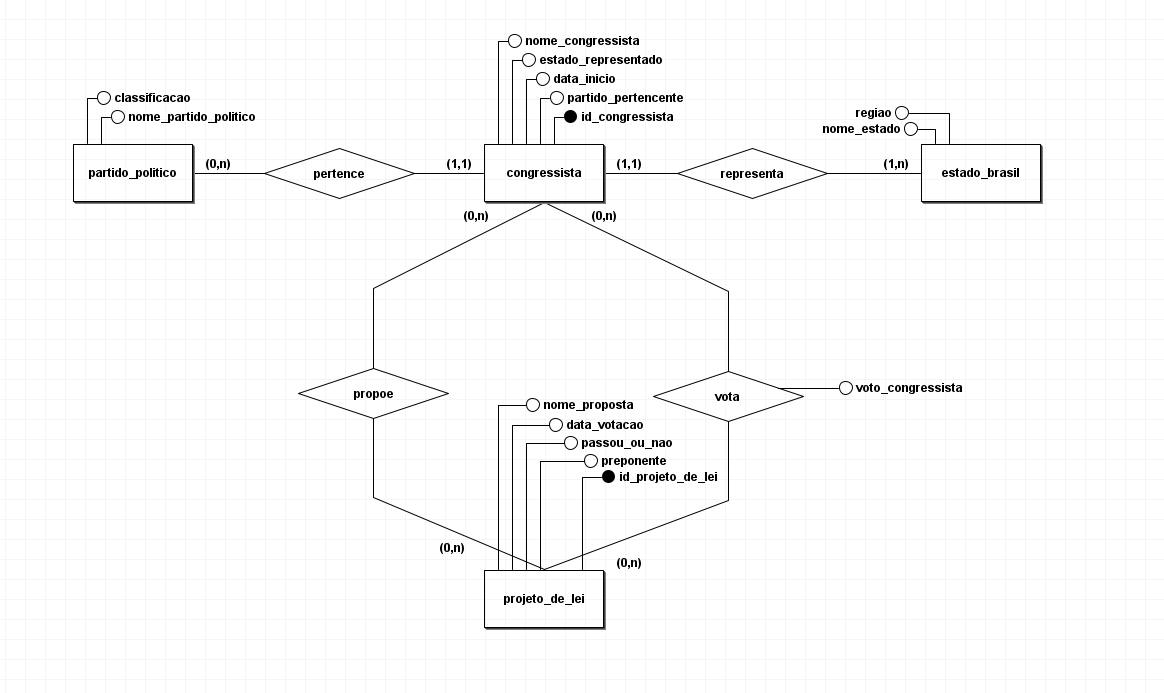 nome_congressista
estado_representado
data_inicio
partido_pertencente
id_congressista
classificacao
nome_partido_politico
regiao
nome_estado
partido_politico
(0,n)
pertence
(1,1)
congressista
(1,1)
representa
(1,n)
estado_brasil
(0,n)
(0,n)
propoe
vota
voto_congressista
nome_proposta
data_votacao
passou_ou_nao
preponente
id_projeto_de_lei
(0,n)
(0,n)
projeto_de_lei